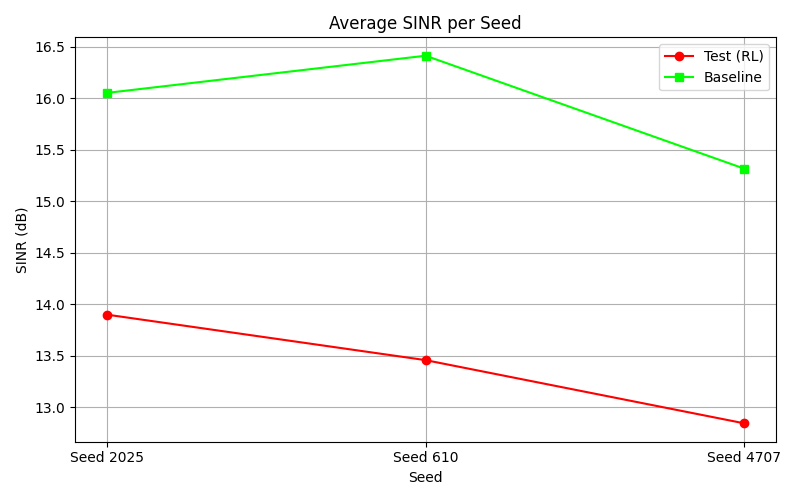 Average SINR per Seed
Test (RL)
Baseline
SINR (dB)
16.5
16.0
15.5
15.0
14.5
14.0
13.5
13.0
Seed 2025
Seed 610
Seed 4707
Seed